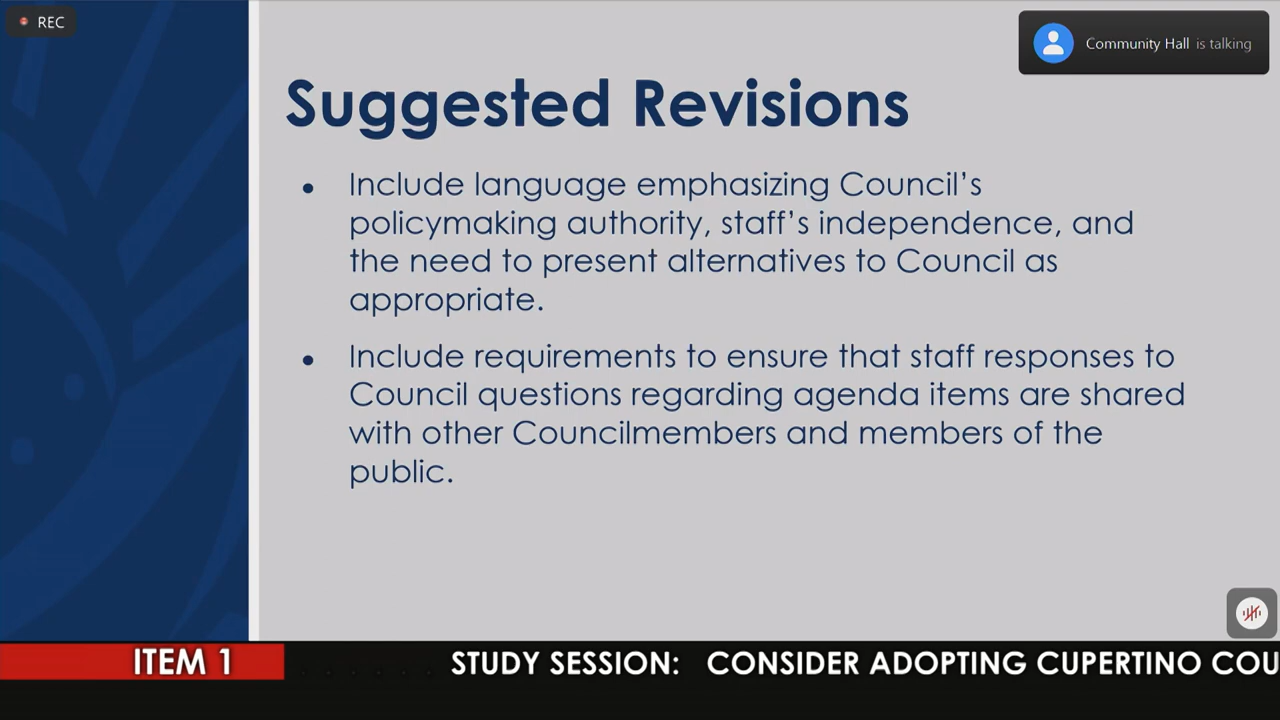 REC
Community Hall is talking
Suggested Revisions
• Include language emphasizing Council’s
policymaking authority, staff’s independence, and
the need to present alternatives to Council as
appropriate.
• Include requirements to ensure that staff responses to
Council questions regarding agenda items are shared
with other Councilmembers and members of the
public.
ITEM 1
STUDY SESSION: CONSIDER ADOPTING CUPERTINO COU